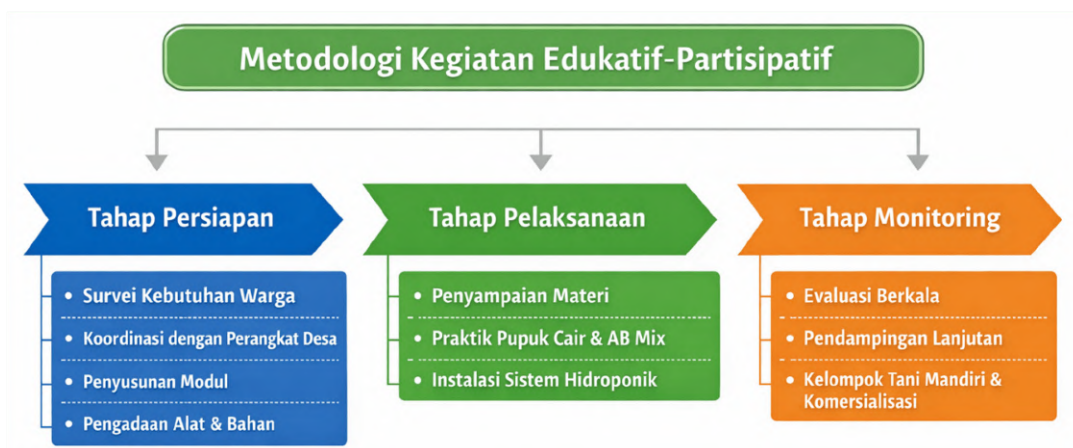 Metodologi Kegiatan Edukatif-Partisipatif
Tahap Persiapan
• Survei Kebutuhan Warga
• Koordinasi dengan Perangkat Desa
• Penyusunan Modul
• Pengadaan Alat & Bahan
Tahap Pelaksanaan
• Penyampaian Materi
• Praktik Pupuk Cair & AB Mix
• Instalasi Sistem Hidroponik
Tahap Monitoring
• Evaluasi Berkala
• Pendampingan Lanjutan
• Kelompok Tani Mandiri &
Komersialisasi